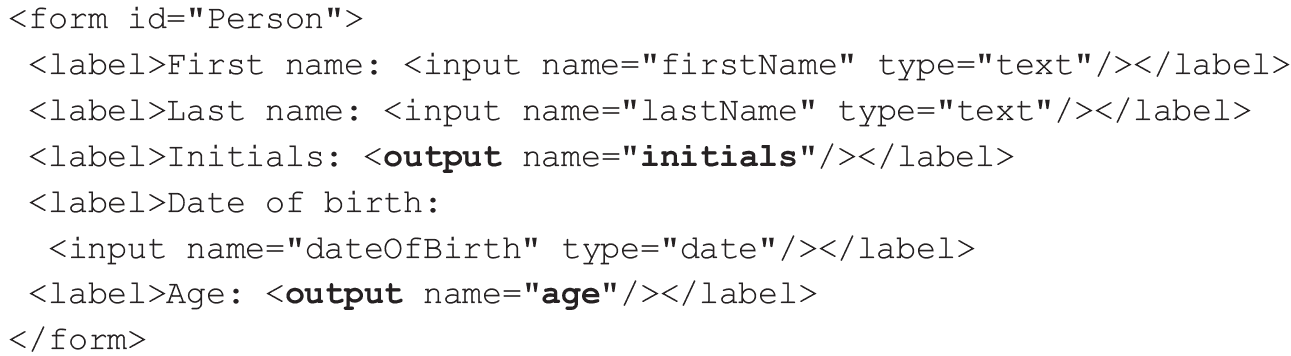 <form id="Person">
<label>First name: <input name="firstName" type="text"/></label>
<label>Last name: <input name="lastName" type="text"/></label>
<label>Initials: <output name="initials"/></label>
<label>Date of birth:
<input name="dateOfBirth" type="date"/></label>
<label>Age: <output name="age"/></label>
</form>